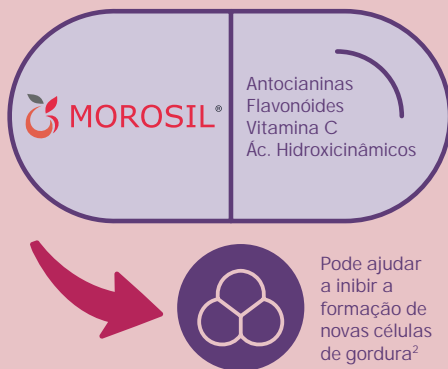 MOROSIL®
Antocianinas
Flavonóides
Vitamina C
Ác. Hidroxicinâmicos
Pode ajudar
a inibir a
formação de
novas células
de gordura²